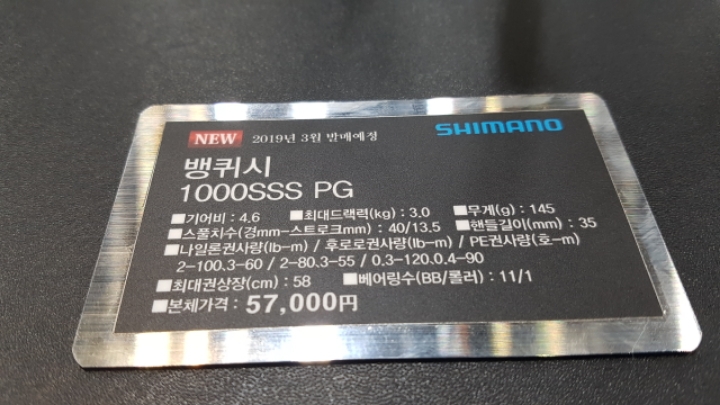 NEW 2019년 3월 발매예정 SHIMANO
뱅퀴시
1000SSS PG
■기어비 : 4.6 ■최대드랙력(kg) : 3.0 ■무게(g) : 145
■스풀치수(경mm-스트로크mm) : 40/13.5 ■핸들길이(mm) : 35
■나일론권사량(lb-m) / 후로로권사량(lb-m) / PE권사량(호-m)
2-100.3-60 / 2-80.3-55 / 0.3-120.0.4-90
■최대권상장(cm) : 58 ■베어링수(BB/롤러) : 11/1
■본체가격 : 57,000円